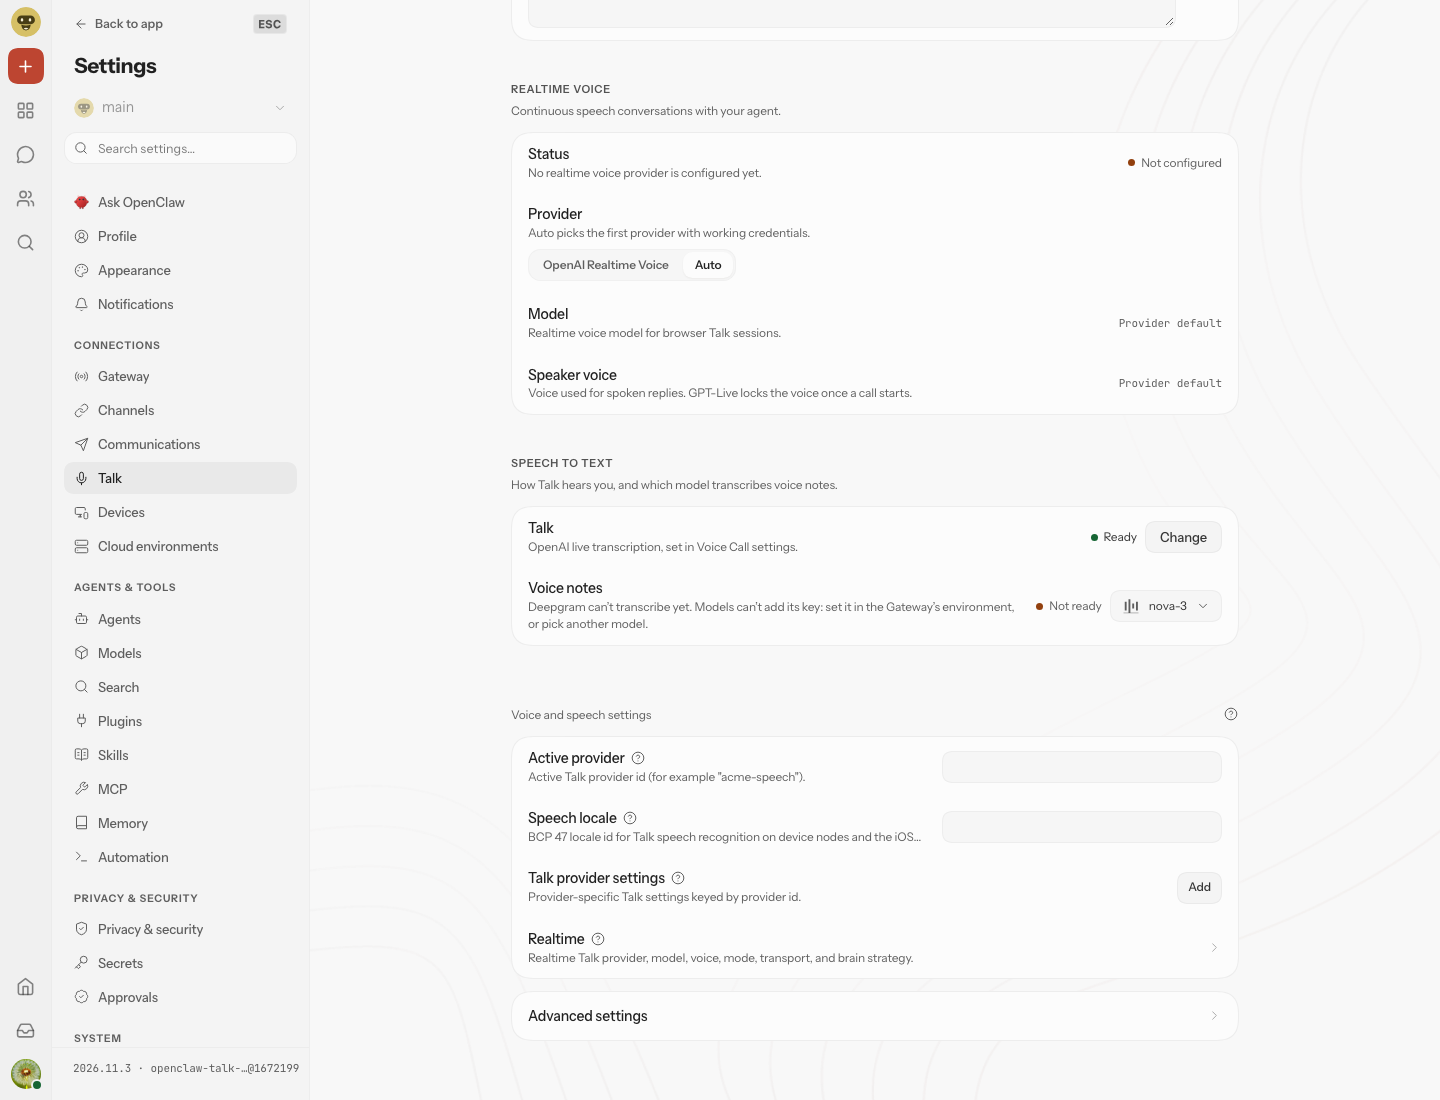 Back to app
ESC
Settings
main
Search settings...
Ask OpenClaw
Profile
Appearance
Notifications
CONNECTIONS
Gateway
Channels
Communications
Talk
Devices
Cloud environments
AGENTS & TOOLS
Agents
Models
Search
Plugins
Skills
MCP
Memory
Automation
PRIVACY & SECURITY
Privacy & security
Secrets
Approvals
SYSTEM
2026.11.3 · openclaw-talk-…@1672199
REALTIME VOICE
Continuous speech conversations with your agent.
Status
No realtime voice provider is configured yet.
Not configured
Provider
Auto picks the first provider with working credentials.
OpenAI Realtime Voice
Auto
Model
Realtime voice model for browser Talk sessions.
Provider default
Speaker voice
Voice used for spoken replies. GPT-Live locks the voice once a call starts.
Provider default
SPEECH TO TEXT
How Talk hears you, and which model transcribes voice notes.
Talk
OpenAI live transcription, set in Voice Call settings.
Ready
Change
Voice notes
Deepgram can't transcribe yet. Models can't add its key: set it in the Gateway's environment,
or pick another model.
Not ready
nova-3
Voice and speech settings
Active provider
Active Talk provider id (for example "acme-speech").
Speech locale
BCP 47 locale id for Talk speech recognition on device nodes and the iOS...
Talk provider settings
Provider-specific Talk settings keyed by provider id.
Add
Realtime
Realtime Talk provider, model, voice, mode, transport, and brain strategy.
Advanced settings